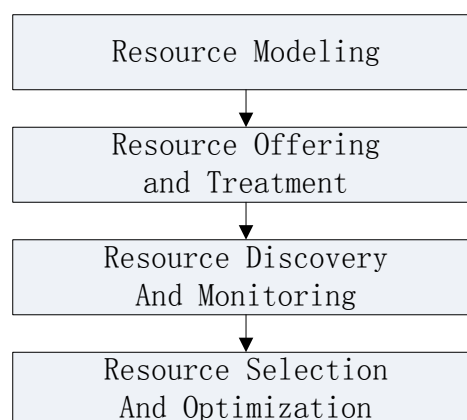 Resource Modeling
Resource Offering
and Treatment
Resource Discovery
And Monitoring
Resource Selection
And Optimization